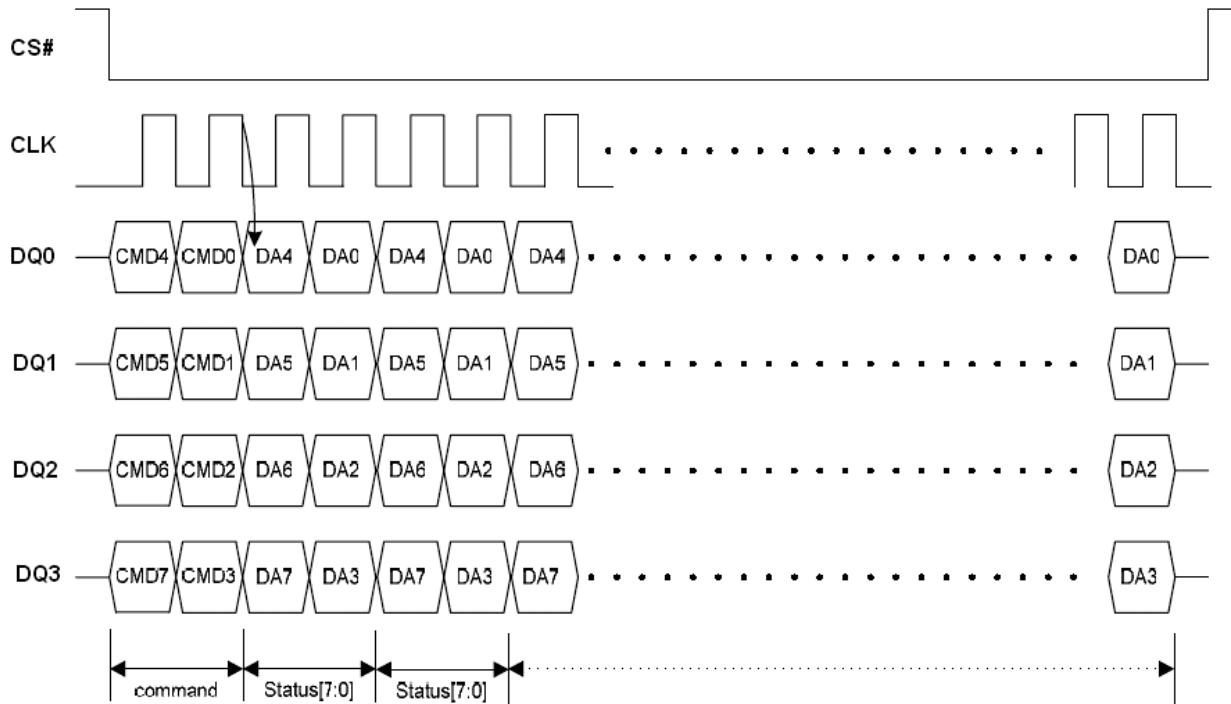 CS#
CLK
DQ0 CMD4 CMD0 DA4 DA0 DA4 DA0 DA4 DA0
DQ1 CMD5 CMD1 DA5 DA1 DA5 DA1 DA5 DA1
DQ2 CMD6 CMD2 DA6 DA2 DA6 DA2 DA6 DA2
DQ3 CMD7 CMD3 DA7 DA3 DA7 DA3 DA7 DA3
command Status[7:0] Status[7:0]